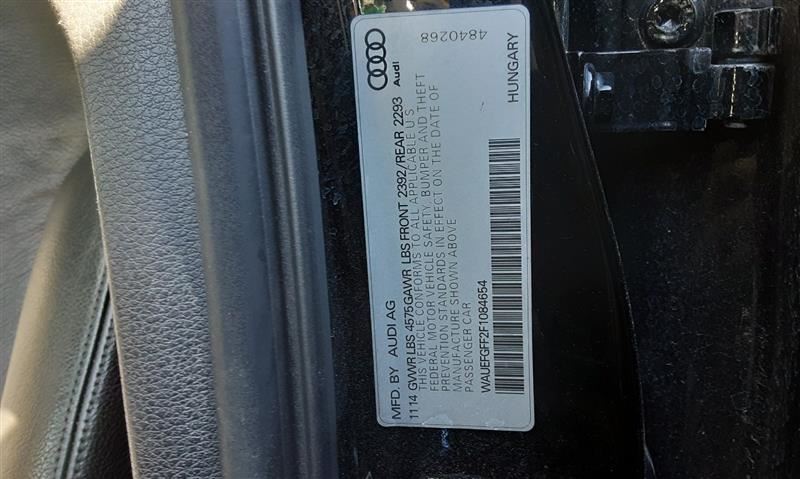 4840268
Audi
MFD. BY AUDI AG
1114 GVWR LBS 4575 GAWR LBS FRONT 2392/REAR 2293
THIS VEHICLE CONFORMS TO ALL APPLICABLE U S
FEDERAL MOTOR VEHICLE SAFETY, BUMPER AND THEFT
PREVENTION STANDARDS IN EFFECT ON THE DATE OF
MANUFACTURE SHOWN ABOVE
PASSENGER CAR
WAUEFGFF2F1084654
HUNGARY